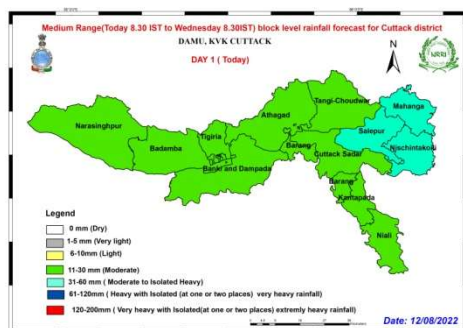 Medium Range(Today 8.30 IST to Wednesday 8.30IST) block level rainfall forecast for Cuttack district
DAMU, KVK CUTTACK
DAY 1 ( Today)
N
NRRI
Tangi-Choudwar
Mahanga
Athagad
Narasinghpur
Tigiria
Salepur
Badamba
Barang
Nischintakoili
Cuttack Sadar
Banki and Dampada
Barang
Kantapada
Niali
Legend
0 mm (Dry)
1-5 mm (Very light)
6-10mm (Light)
11-30 mm (Moderate)
31-60 mm ( Moderate to Isolated Heavy)
61-120mm ( Heavy with Isolated (at one or two places) very heavy rainfall)
120-200mm ( Very heavy with Isolated(at one or two places) extremly heavy rainfall)
Date: 12/08/2022